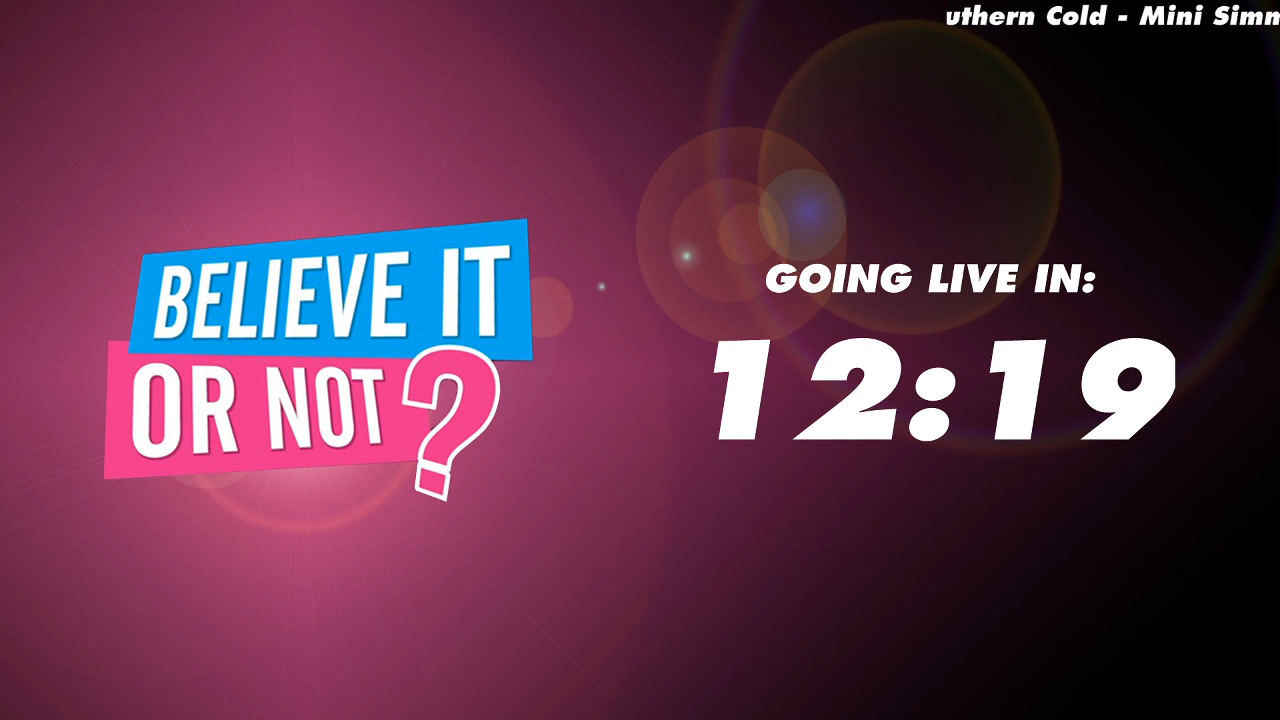 uthern Cold - Mini Simm
BELIEVE IT
OR NOT?
GOING LIVE IN:
12:19